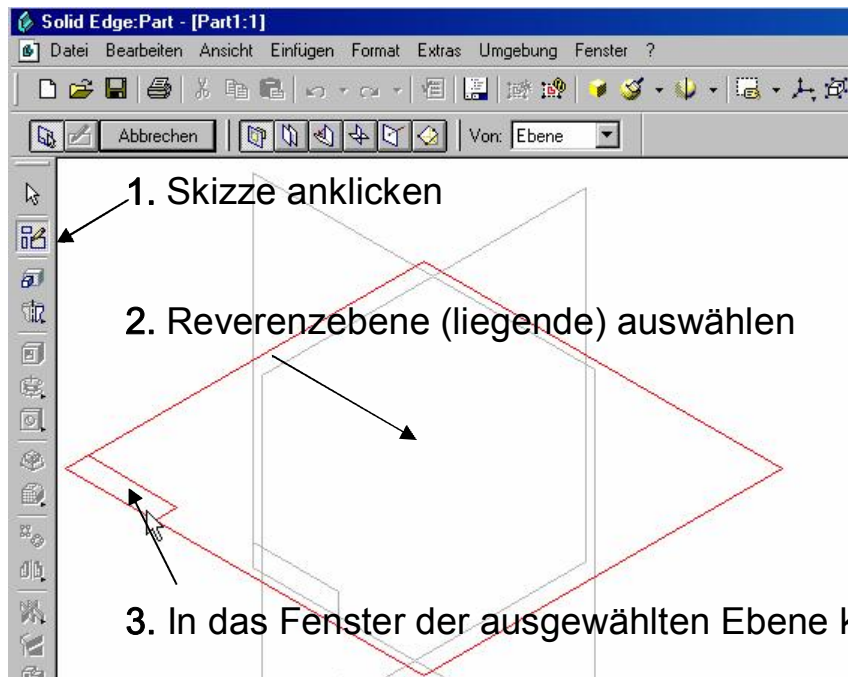 Solid Edge:Part - [Part1:1]
Datei Bearbeiten Ansicht Einfügen Format Extras Umgebung Fenster ?
Abbrechen Von: Ebene
1. Skizze anklicken
2. Reverenzebene (liegende) auswählen
3. In das Fenster der ausgewählten Ebene